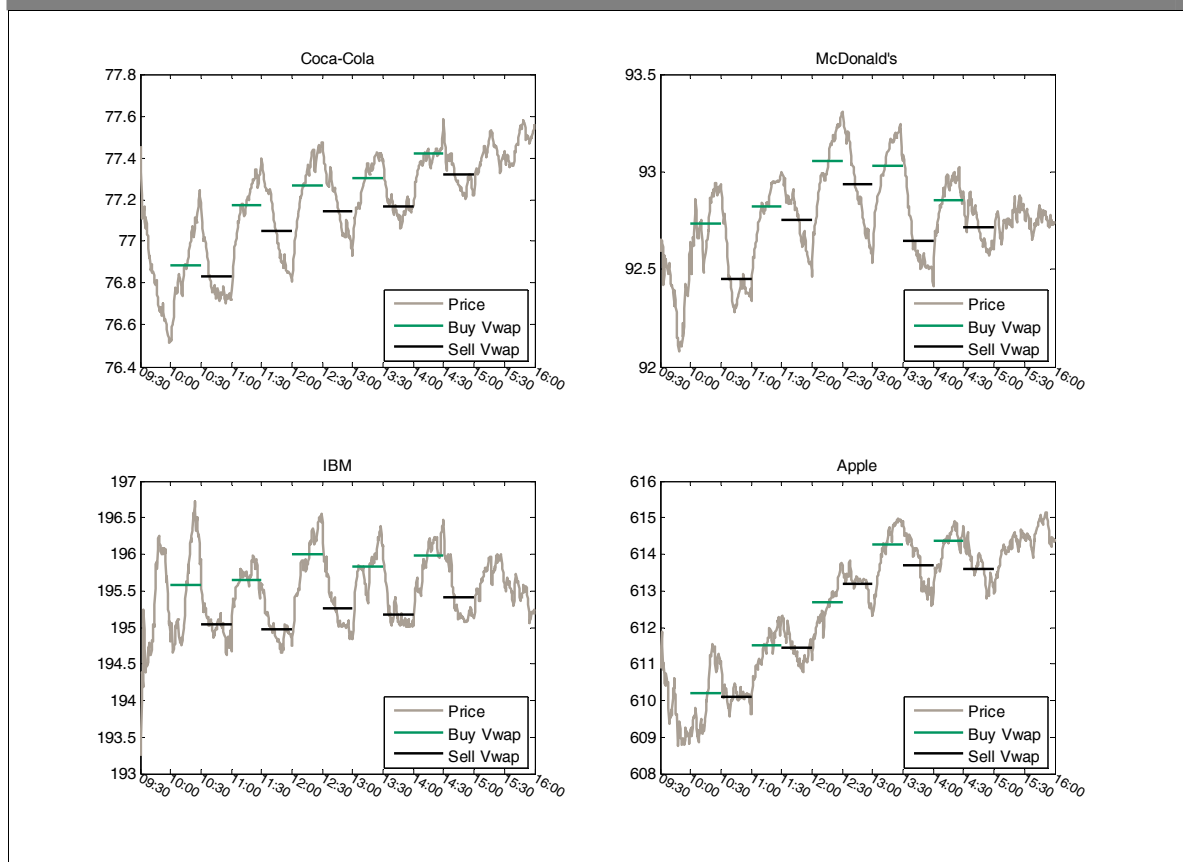 Coca-Cola
77.8
77.6
77.4
77.2
77
76.8
76.6
76.4
09:30 10:00 10:30 11:00 11:30 12:00 12:30 13:00 13:30 14:00 14:30 15:00 15:30 16:00
Price
Buy Vwap
Sell Vwap
McDonald's
93.5
93
92.5
92
09:30 10:00 10:30 11:00 11:30 12:00 12:30 13:00 13:30 14:00 14:30 15:00 15:30 16:00
Price
Buy Vwap
Sell Vwap
IBM
197
196.5
196
195.5
195
194.5
194
193.5
193
09:30 10:00 10:30 11:00 11:30 12:00 12:30 13:00 13:30 14:00 14:30 15:00 15:30 16:00
Price
Buy Vwap
Sell Vwap
Apple
616
615
614
613
612
611
610
609
608
09:30 10:00 10:30 11:00 11:30 12:00 12:30 13:00 13:30 14:00 14:30 15:00 15:30 16:00
Price
Buy Vwap
Sell Vwap